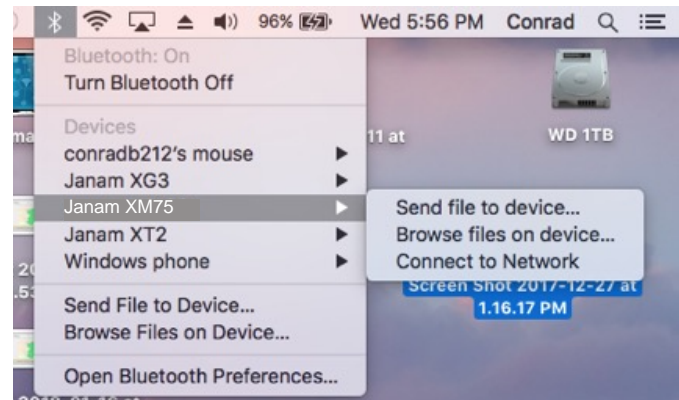 96% Wed 5:56 PM Conrad
Bluetooth: On
Turn Bluetooth Off
Devices
conradb212's mouse
Janam XG3
Janam XM75
Janam XT2
Windows phone
Send File to Device...
Browse Files on Device...
Open Bluetooth Preferences...
Send file to device...
Browse files on device...
Connect to Network
11 at
WD 1TB
Screen Shot 2017-12-27 at
1.16.17 PM